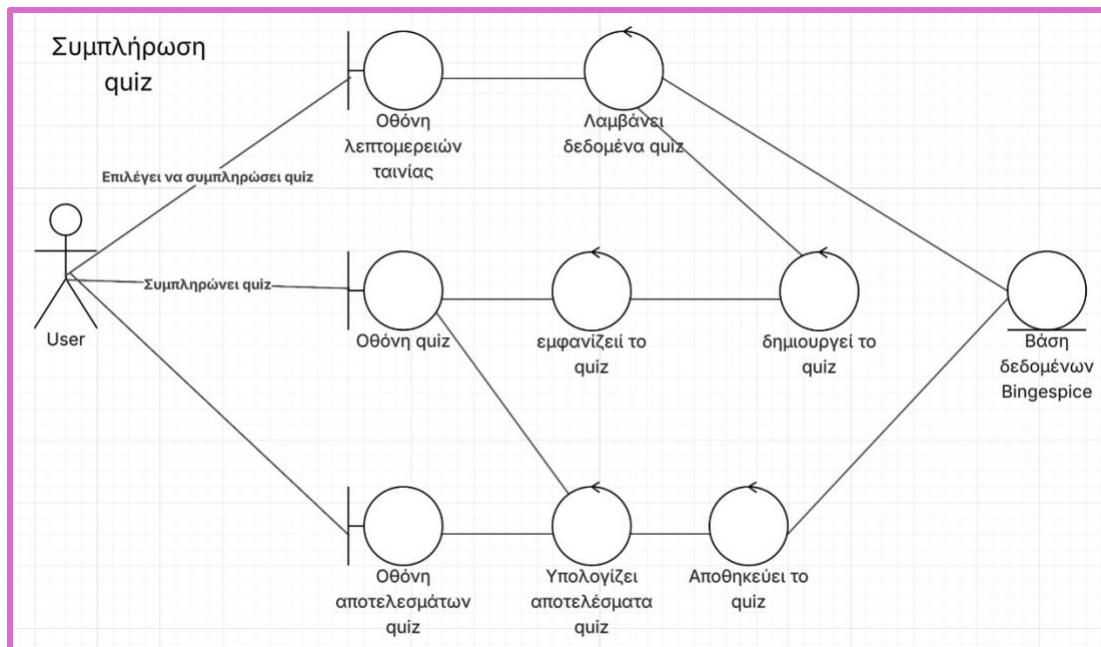 Συμπλήρωση
quiz
Οθόνη
λεπτομερειών
ταινίας
Λαμβάνει
δεδομένα quiz
Επιλέγει να συμπληρώσει quiz
User
Συμπληρώνει quiz
Οθόνη quiz
εμφανίζειί το
quiz
δημιουργεί το
quiz
Βάση
δεδομένων
Bingespice
Οθόνη
αποτελεσμάτων
quiz
Υπολογίζει
αποτελέσματα
quiz
Αποθηκεύει το
quiz